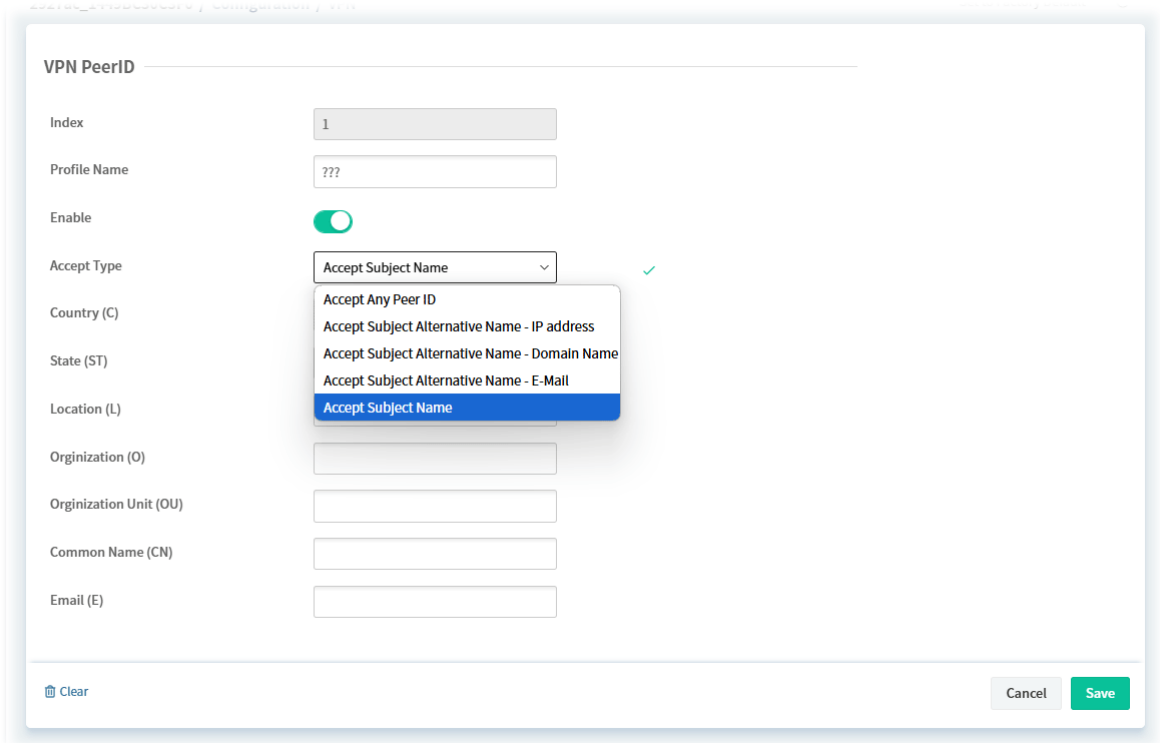 VPN PeerID
Index
1
Profile Name
???
Enable
Accept Type
Accept Subject Name
Accept Any Peer ID
Country (C)
Accept Subject Alternative Name - IP address
Accept Subject Alternative Name - Domain Name
State (ST)
Accept Subject Alternative Name - E-Mail
Location (L)
Accept Subject Name
Orginization (O)
Orginization Unit (OU)
Common Name (CN)
Email (E)
Clear
Cancel
Save